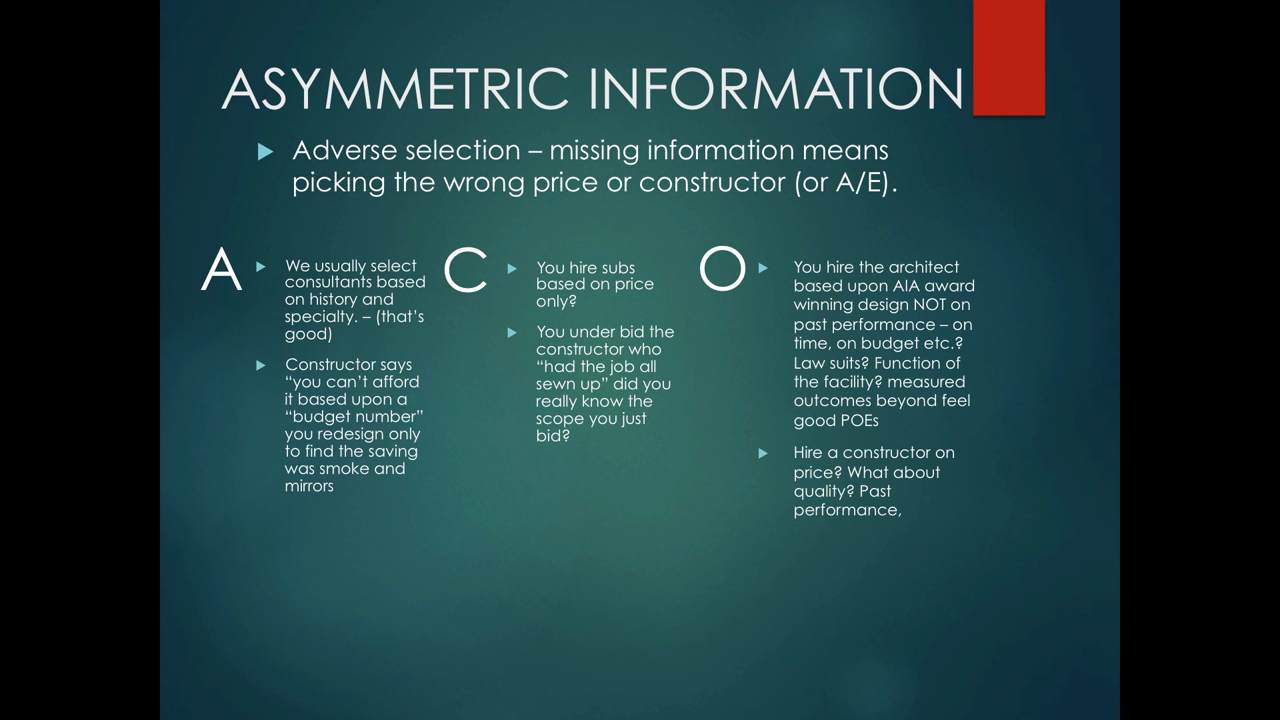 ASYMMETRIC INFORMATION
Adverse selection – missing information means
picking the wrong price or constructor (or A/E).
A
We usually select
consultants based
on history and
specialty. – (that’s
good)
Constructor says
“you can’t afford
it based upon a
“budget number”
you redesign only
to find the saving
was smoke and
mirrors
C
You hire subs
based on price
only?
You under bid the
constructor who
“had the job all
sewn up” did you
really know the
scope you just
bid?
O
You hire the architect
based upon AIA award
winning design NOT on
past performance – on
time, on budget etc.?
Law suits? Function of
the facility? measured
outcomes beyond feel
good POEs
Hire a constructor on
price? What about
quality? Past
performance,